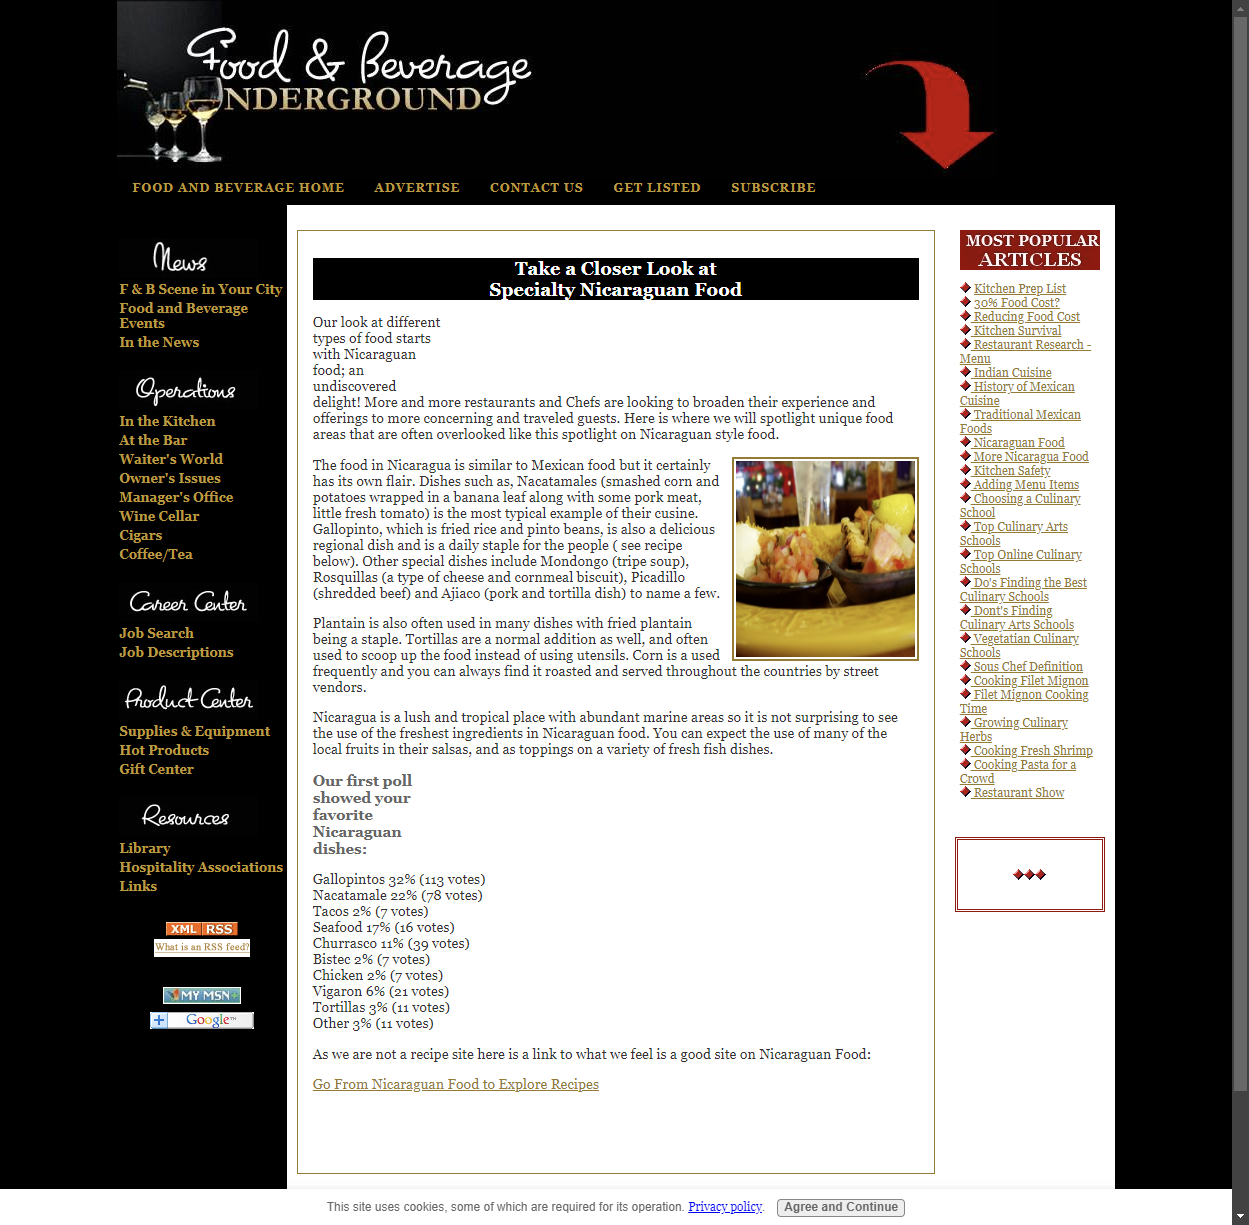 Food & Beverage
UNDERGROUND
FOOD AND BEVERAGE HOME
ADVERTISE
CONTACT US
GET LISTED
SUBSCRIBE
News
F & B Scene in Your City
Food and Beverage
Events
In the News
Operations
In the Kitchen
At the Bar
Waiter's World
Owner's Issues
Manager's Office
Wine Cellar
Cigars
Coffee/Tea
Career Center
Job Search
Job Descriptions
Product Center
Supplies & Equipment
Hot Products
Gift Center
Resources
Library
Hospitality Associations
Links
XML RSS
What is an RSS feed?
MY MSN+
+ Google™
Take a Closer Look at
Specialty Nicaraguan Food
Our look at different
types of food starts
with Nicaraguan
food; an
undiscovered
delight! More and more restaurants and Chefs are looking to broaden their experience and
offerings to more concerning and traveled guests. Here is where we will spotlight unique food
areas that are often overlooked like this spotlight on Nicaraguan style food.
The food in Nicaragua is similar to Mexican food but it certainly
has its own flair. Dishes such as, Nacatamales (smashed corn and
potatoes wrapped in a banana leaf along with some pork meat,
little fresh tomato) is the most typical example of their cusine.
Gallopinto, which is fried rice and pinto beans, is also a delicious
regional dish and is a daily staple for the people ( see recipe
below). Other special dishes include Mondongo (tripe soup),
Rosquillas (a type of cheese and cornmeal biscuit), Picadillo
(shredded beef) and Ajiaco (pork and tortilla dish) to name a few.
Plantain is also often used in many dishes with fried plantain
being a staple. Tortillas are a normal addition as well, and often
used to scoop up the food instead of using utensils. Corn is a used
frequently and you can always find it roasted and served throughout the countries by street
vendors.
Nicaragua is a lush and tropical place with abundant marine areas so it is not surprising to see
the use of the freshest ingredients in Nicaraguan food. You can expect the use of many of the
local fruits in their salsas, and as toppings on a variety of fresh fish dishes.
Our first poll
showed your
favorite
Nicaraguan
dishes:
Gallopintos 32% (113 votes)
Nacatamale 22% (78 votes)
Tacos 2% (7 votes)
Seafood 17% (16 votes)
Churrasco 11% (39 votes)
Bistec 2% (7 votes)
Chicken 2% (7 votes)
Vigaron 6% (21 votes)
Tortillas 3% (11 votes)
Other 3% (11 votes)
As we are not a recipe site here is a link to what we feel is a good site on Nicaraguan Food:
Go From Nicaraguan Food to Explore Recipes
MOST POPULAR
ARTICLES
Kitchen Prep List
30% Food Cost?
Reducing Food Cost
Kitchen Survival
Restaurant Research -
Menu
Indian Cuisine
History of Mexican
Cuisine
Traditional Mexican
Foods
Nicaraguan Food
More Nicaragua Food
Kitchen Safety
Adding Menu Items
Choosing a Culinary
School
Top Culinary Arts
Schools
Top Online Culinary
Schools
Do's Finding the Best
Culinary Schools
Dont's Finding
Culinary Arts Schools
Vegetatian Culinary
Schools
Sous Chef Definition
Cooking Filet Mignon
Filet Mignon Cooking
Time
Growing Culinary
Herbs
Cooking Fresh Shrimp
Cooking Pasta for a
Crowd
Restaurant Show
This site uses cookies, some of which are required for its operation. Privacy policy. Agree and Continue